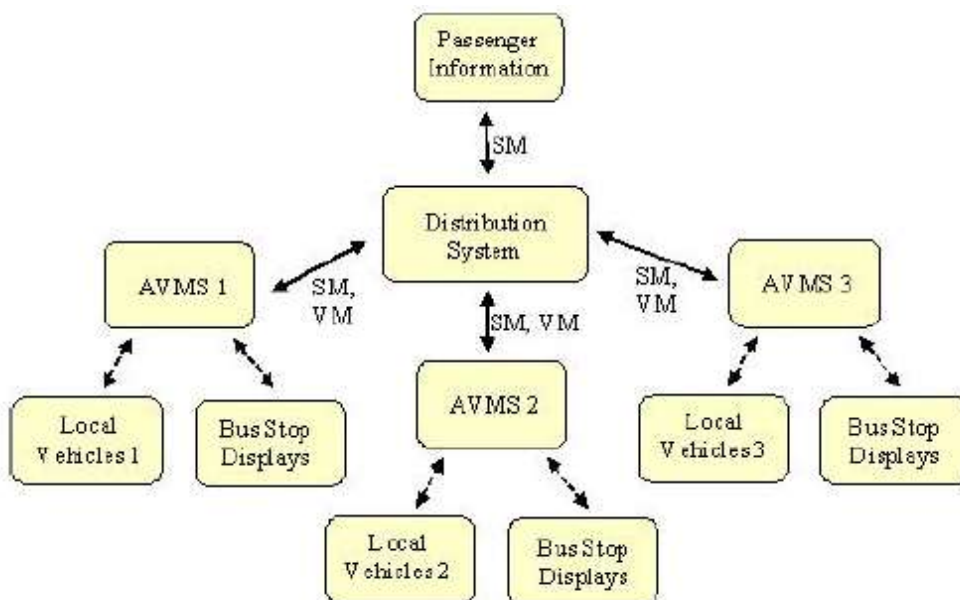 Passenger
Information
SM
Distribution
System
AVMS 1
SM,
VM
SM, VM
SM,
VM
AVMS 3
AVMS 2
Local
Vehicles 1
Bus Stop
Displays
Local
Vehicles 3
Bus Stop
Displays
Local
Vehicles 2
Bus Stop
Displays